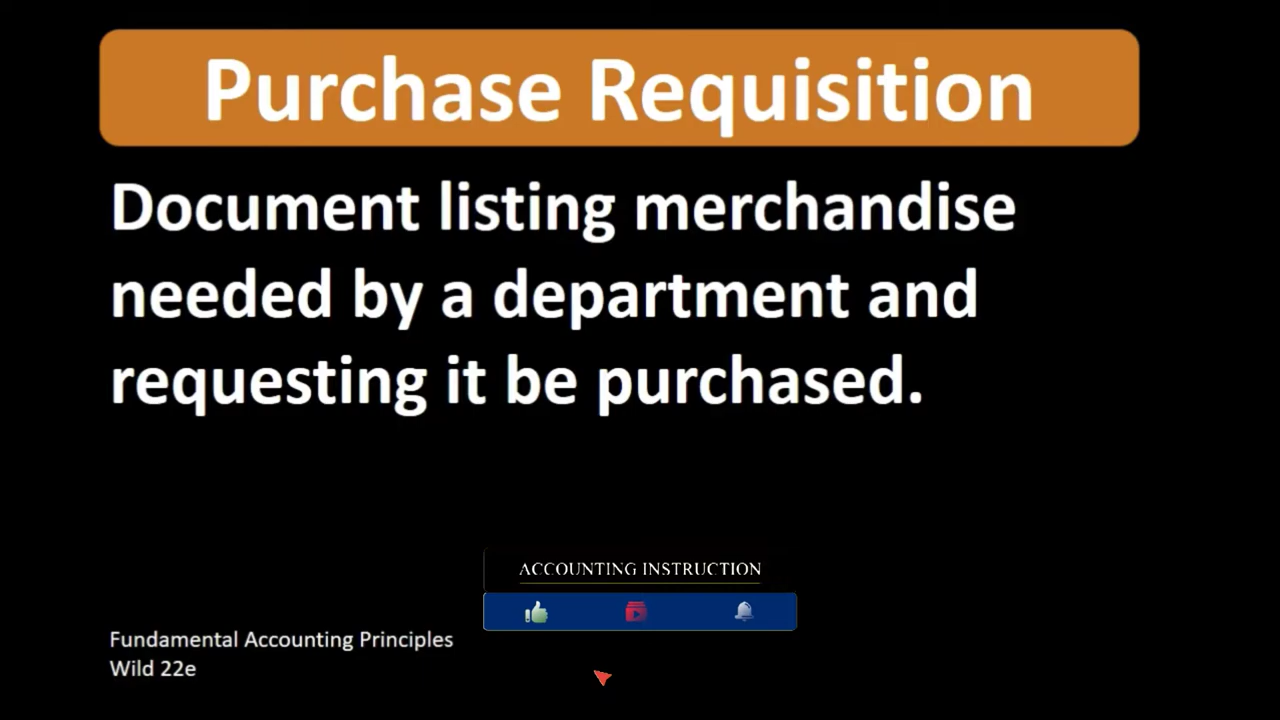 Purchase Requisition
Document listing merchandise
needed by a department and
requesting it be purchased.
ACCOUNTING INSTRUCTION
Fundamental Accounting Principles
Wild 22e